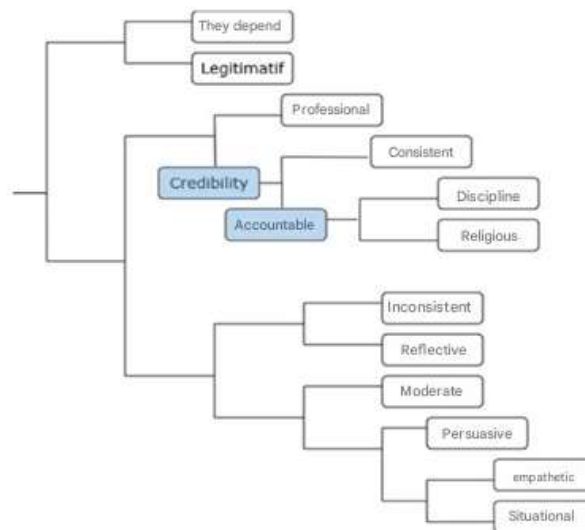 They depend
Legitimatif
Professional
Consistent
Credibility
Discipline
Accountable
Religious
Inconsistent
Reflective
Moderate
Persuasive
empathetic
Situational